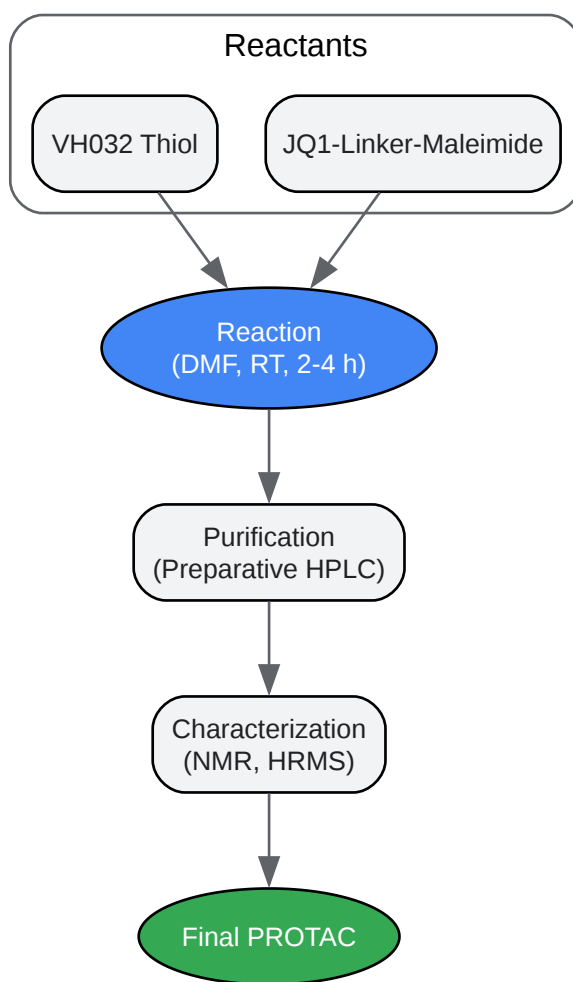 Reactants
VH032 Thiol
JQ1-Linker-Maleimide
Reaction
(DMF, RT, 2-4 h)
Purification
(Preparative HPLC)
Characterization
(NMR, HRMS)
Final PROTAC